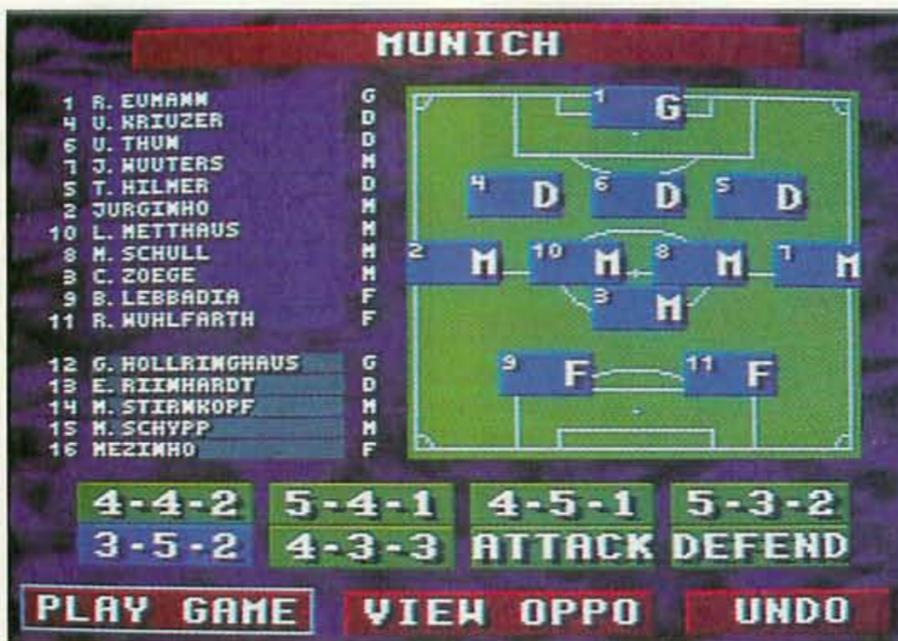 MUNICH
1 R. EUMANN G
4 U. KRIUZER D
6 U. THUN D
7 J. WUUTERS M
5 T. HILMER D
2 JURGINHO M
10 L. METTHAUS M
8 M. SCHULL M
3 C. ZOEGE M
9 B. LEBBADIA F
11 R. WUHLFARTH F
12 G. HOLLRINGHAUS G
13 E. RIINHARDT D
14 M. STIRNKOPF M
15 M. SCHYPP M
16 MEZINHO F
1 G
4 D 6 D 5 D
2 M 10 M 8 M 7 M
3 M
9 F 11 F
4-4-2 5-4-1 4-5-1 5-3-2
3-5-2 4-3-3 ATTACK DEFEND
PLAY GAME VIEW OPPO UNDO